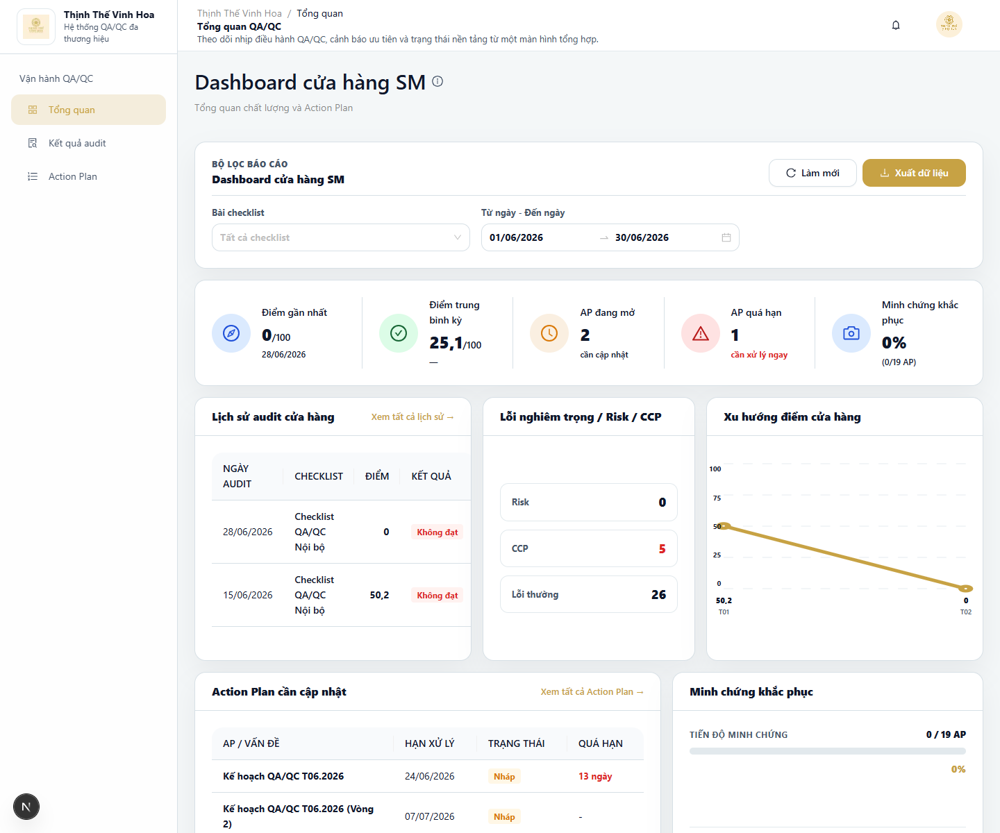 Thịnh Thế Vinh Hoa
Hệ thống QA/QC đa
thương hiệu
Thịnh Thế Vinh Hoa / Tổng quan
Tổng quan QA/QC
Theo dõi nhịp điều hành QA/QC, cảnh báo ưu tiên và trạng thái nền tảng từ một màn hình tổng hợp.
Vận hành QA/QC
Tổng quan
Kết quả audit
Action Plan
Dashboard cửa hàng SM
Tổng quan chất lượng và Action Plan
BỘ LỌC BÁO CÁO
Dashboard cửa hàng SM
Làm mới
Xuất dữ liệu
Bài checklist
Từ ngày - Đến ngày
Tất cả checklist
01/06/2026
30/06/2026
Điểm gần nhất
0/100
28/06/2026
Điểm trung
bình kỳ
25,1/100
—
AP đang mở
2
cần cập nhật
AP quá hạn
1
cần xử lý ngay
Minh chứng khắc
phục
0%
(0/19 AP)
Lịch sử audit cửa hàng
Xem tất cả lịch sử →
NGÀY
AUDIT
CHECKLIST
ĐIỂM
KẾT QUẢ
28/06/2026
Checklist
QA/QC
Nội bộ
0
Không đạt
15/06/2026
Checklist
QA/QC
Nội bộ
50,2
Không đạt
Lỗi nghiêm trọng / Risk / CCP
Risk 0
CCP 5
Lỗi thường 26
Xu hướng điểm cửa hàng
100
75
50
25
0
50,2
T01
0
T02
Action Plan cần cập nhật
Xem tất cả Action Plan →
AP / VẤN ĐỀ
HẠN XỬ LÝ
TRẠNG THÁI
QUÁ HẠN
Kế hoạch QA/QC T06.2026
24/06/2026
Nháp
13 ngày
Kế hoạch QA/QC T06.2026 (Vòng
2)
07/07/2026
Nháp
-
Minh chứng khắc phục
TIẾN ĐỘ MINH CHỨNG
0 / 19 AP
0%
N